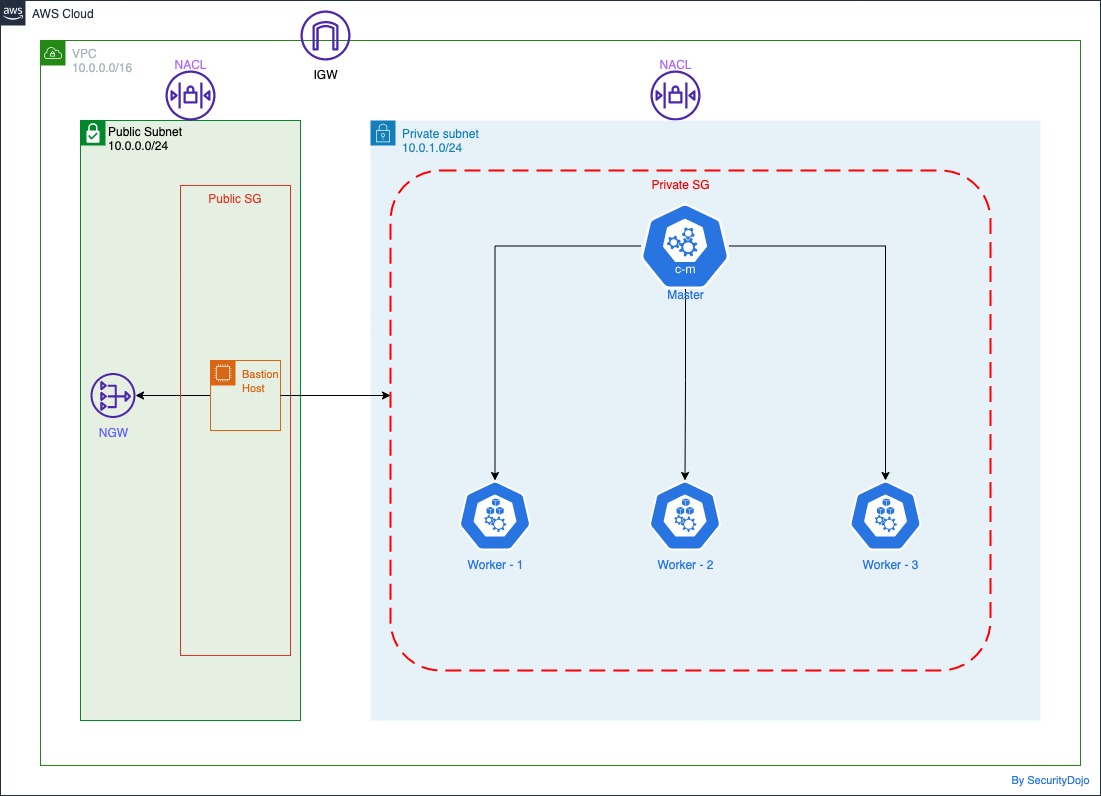 aws
AWS Cloud
IGW
VPC
10.0.0.0/16
NACL
NACL
Public Subnet
10.0.0.0/24
Private subnet
10.0.1.0/24
Public SG
Private SG
c-m
Master
Bastion
Host
NGW
Worker - 1
Worker - 2
Worker - 3
By SecurityDojo